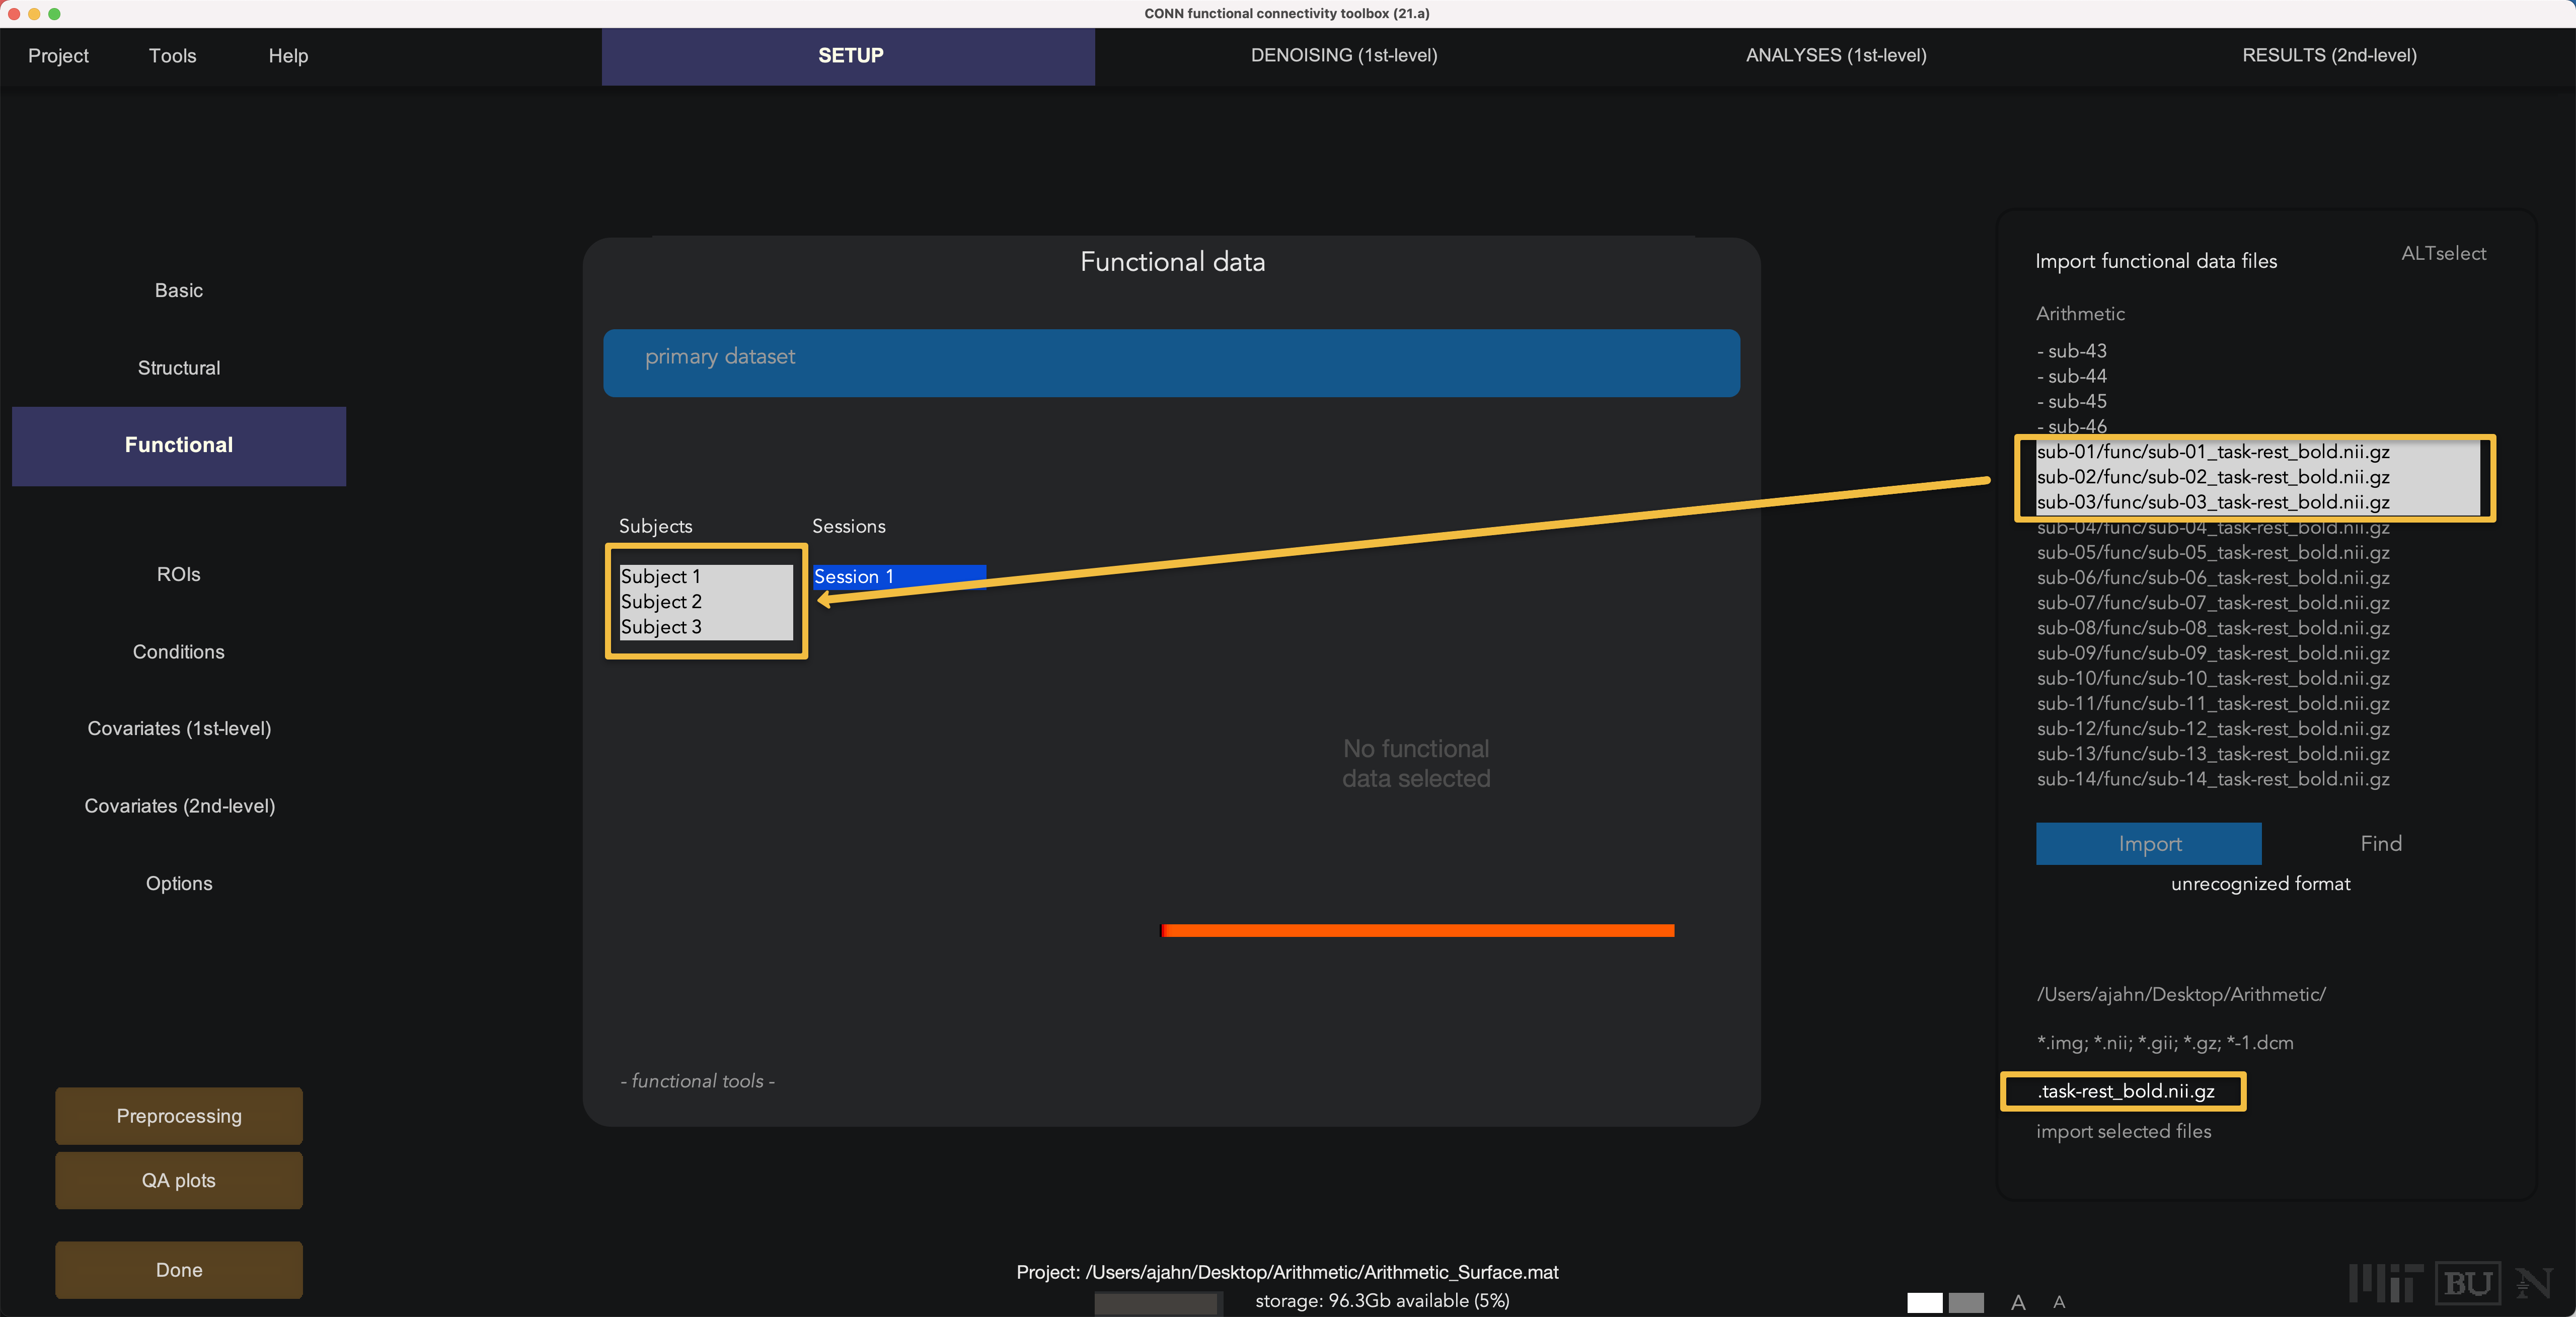 CONN functional connectivity toolbox (21.a)
Project Tools Help SETUP DENOISING (1st-level) ANALYSES (1st-level) RESULTS (2nd-level)
Basic
Structural
Functional
ROIs
Conditions
Covariates (1st-level)
Covariates (2nd-level)
Options
Preprocessing
QA plots
Done
Functional data
primary dataset
Subjects Sessions
Subject 1 Session 1
Subject 2
Subject 3
No functional
data selected
- functional tools -
Import functional data files ALTselect
Arithmetic
- sub-43
- sub-44
- sub-45
- sub-46
sub-01/func/sub-01_task-rest_bold.nii.gz
sub-02/func/sub-02_task-rest_bold.nii.gz
sub-03/func/sub-03_task-rest_bold.nii.gz
sub-04/func/sub-04_task-rest_bold.nii.gz
sub-05/func/sub-05_task-rest_bold.nii.gz
sub-06/func/sub-06_task-rest_bold.nii.gz
sub-07/func/sub-07_task-rest_bold.nii.gz
sub-08/func/sub-08_task-rest_bold.nii.gz
sub-09/func/sub-09_task-rest_bold.nii.gz
sub-10/func/sub-10_task-rest_bold.nii.gz
sub-11/func/sub-11_task-rest_bold.nii.gz
sub-12/func/sub-12_task-rest_bold.nii.gz
sub-13/func/sub-13_task-rest_bold.nii.gz
sub-14/func/sub-14_task-rest_bold.nii.gz
Import Find
unrecognized format
/Users/ajahn/Desktop/Arithmetic/
*.img; *.nii; *.gii; *.gz; *-1.dcm
.task-rest_bold.nii.gz
import selected files
Project: /Users/ajahn/Desktop/Arithmetic/Arithmetic_Surface.mat
storage: 96.3Gb available (5%)
A A
MIT BU N